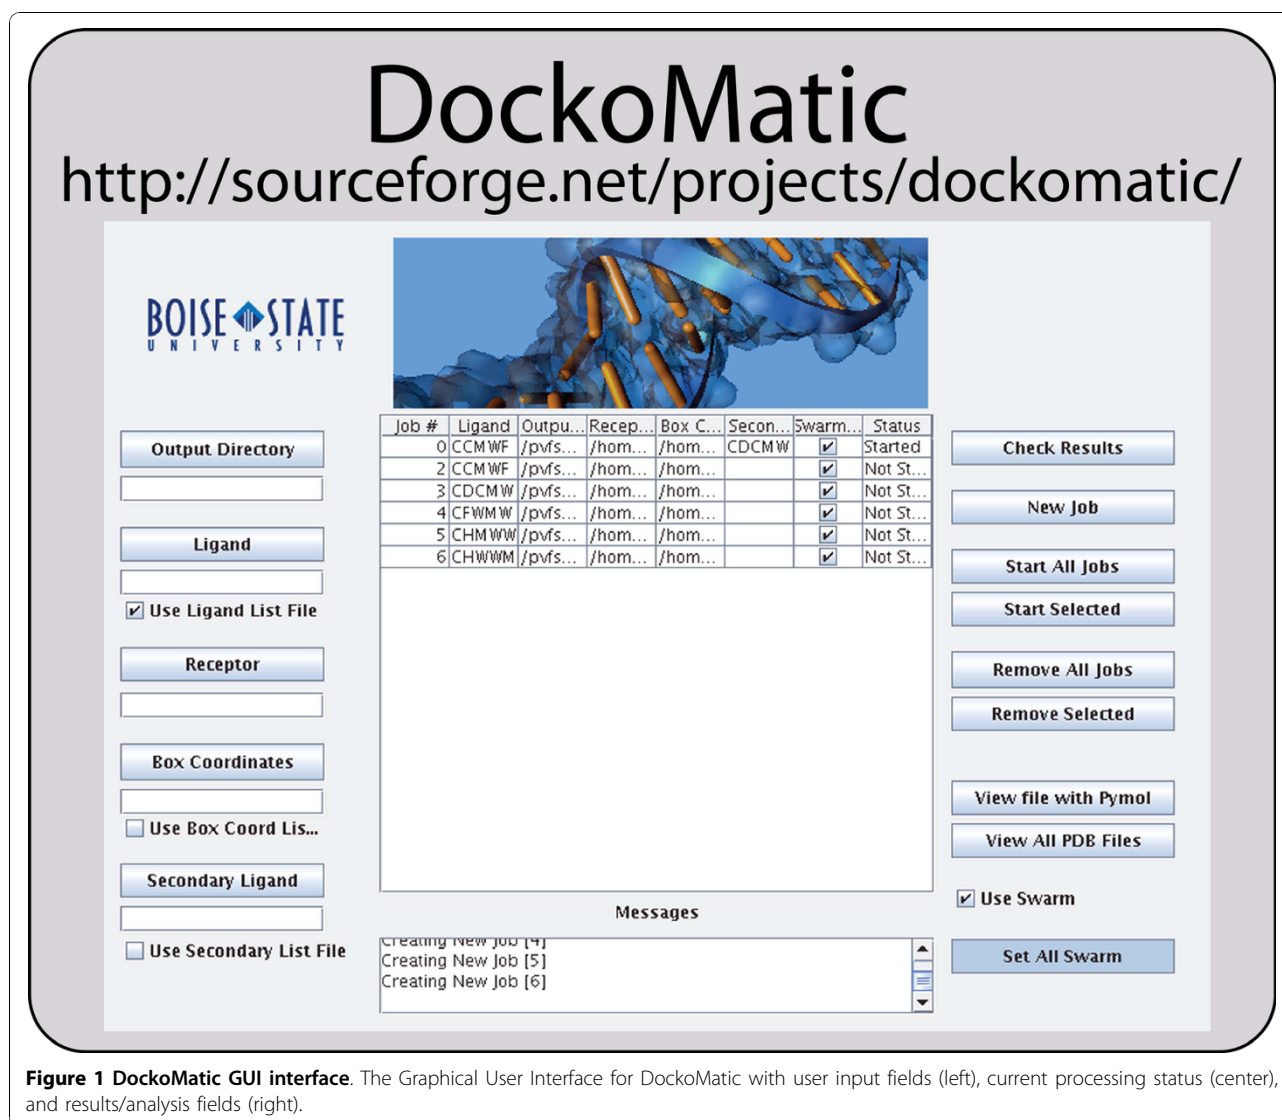 DockoMatic
http://sourceforge.net/projects/dockomatic/
BOISE STATE
UNIVERSITY
Output Directory
Ligand
Use Ligand List File
Receptor
Box Coordinates
Use Box Coord Lis...
Secondary Ligand
Use Secondary List File
Job # Ligand Outpu... Recep... Box C... Secon... Swarm... Status
0 CCMWF /pvfs... /hom... /hom... CDCMW Started
2 CCMWF /pvfs... /hom... /hom... Not St...
3 CDCMW /pvfs... /hom... /hom... Not St...
4 CFWMW /pvfs... /hom... /hom... Not St...
5 CHMWW /pvfs... /hom... /hom... Not St...
6 CHWWM /pvfs... /hom... /hom... Not St...
Messages
Creating New Job [4]
Creating New Job [5]
Creating New Job [6]
Check Results
New Job
Start All Jobs
Start Selected
Remove All Jobs
Remove Selected
View file with Pymol
View All PDB Files
Use Swarm
Set All Swarm
Figure 1 DockoMatic GUI interface. The Graphical User Interface for DockoMatic with user input fields (left), current processing status (center),
and results/analysis fields (right).